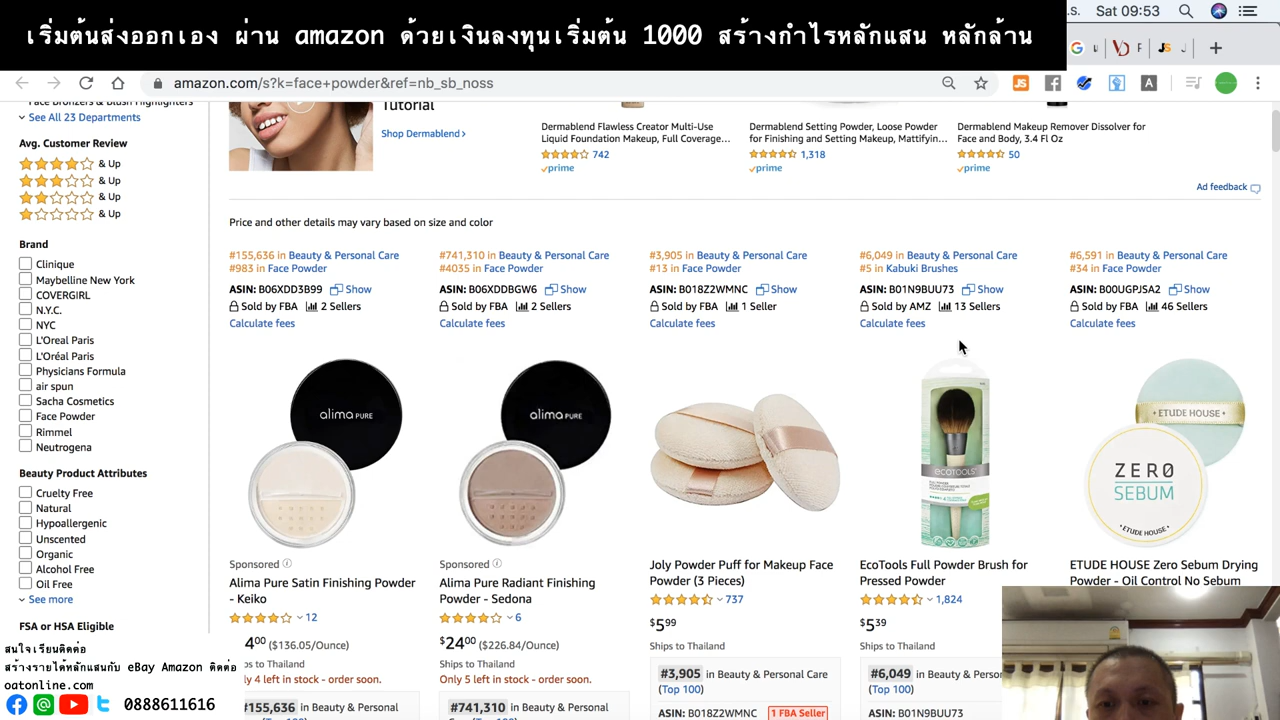 เริ่มต้นส่งออกเอง ผ่าน amazon ด้วยเงินลงทุนเริ่มต้น 1000 สร้างกำไรหลักแสน หลักล้าน
Sat 09:53
amazon.com/s?k=face+powder&ref=nb_sb_noss
Face Bronzers & Blush Highlighters
See All 23 Departments
Avg. Customer Review
& Up
& Up
& Up
& Up
Brand
Clinique
Maybelline New York
COVERGIRL
N.Y.C.
NYC
L'Oreal Paris
L'Oréal Paris
Physicians Formula
air spun
Sacha Cosmetics
Face Powder
Rimmel
Neutrogena
Beauty Product Attributes
Cruelty Free
Natural
Hypoallergenic
Unscented
Organic
Alcohol Free
Oil Free
See more
FSA or HSA Eligible
Tutorial
Shop Dermablend ›
Dermablend Flawless Creator Multi-Use
Liquid Foundation Makeup, Full Coverage…
742
prime
Dermablend Setting Powder, Loose Powder
for Finishing and Setting Makeup, Mattifyin…
1,318
prime
Dermablend Makeup Remover Dissolver for
Face and Body, 3.4 Fl Oz
50
prime
Ad feedback
Price and other details may vary based on size and color
#155,636 in Beauty & Personal Care
#983 in Face Powder
ASIN: B06XDD3B99 Show
Sold by FBA 2 Sellers
Calculate fees
alima PURE
Sponsored
Alima Pure Satin Finishing Powder
- Keiko
12
4⁰⁰ ($136.05/Ounce)
Ships to Thailand
ly 4 left in stock - order soon.
#155,636 in Beauty & Personal
#741,310 in Beauty & Personal Care
#4035 in Face Powder
ASIN: B06XDDBGW6 Show
Sold by FBA 2 Sellers
Calculate fees
alima PURE
Sponsored
Alima Pure Radiant Finishing
Powder - Sedona
6
$24⁰⁰ ($226.84/Ounce)
Ships to Thailand
Only 5 left in stock - order soon.
#741,310 in Beauty & Personal
#3,905 in Beauty & Personal Care
#13 in Face Powder
ASIN: B018Z2WMNC Show
Sold by FBA 1 Seller
Calculate fees
Joly Powder Puff for Makeup Face
Powder (3 Pieces)
737
$5⁹⁹
Ships to Thailand
#3,905 in Beauty & Personal Care
(Top 100)
ASIN: B018Z2WMNC 1 FBA Seller
#6,049 in Beauty & Personal Care
#5 in Kabuki Brushes
ASIN: B01N9BUU73 Show
Sold by AMZ 13 Sellers
Calculate fees
ecoTOOLS
EcoTools Full Powder Brush for
Pressed Powder
1,824
$5³⁹
Ships to Thailand
#6,049 in Beauty & Perso
(Top 100)
ASIN: B01N9BUU73
#6,591 in Beauty & Personal Care
#34 in Face Powder
ASIN: B00UGPJSA2 Show
Sold by FBA 46 Sellers
Calculate fees
ETUDE HOUSE
ZERO
SEBUM
ETUDE HOUSE
ETUDE HOUSE Zero Sebum Drying
Powder - Oil Control No Sebum
สนใจเรียนติดต่อ
สร้างรายได้หลักแสนกับ eBay Amazon ติดต่อ
oatonline.com
0888611616